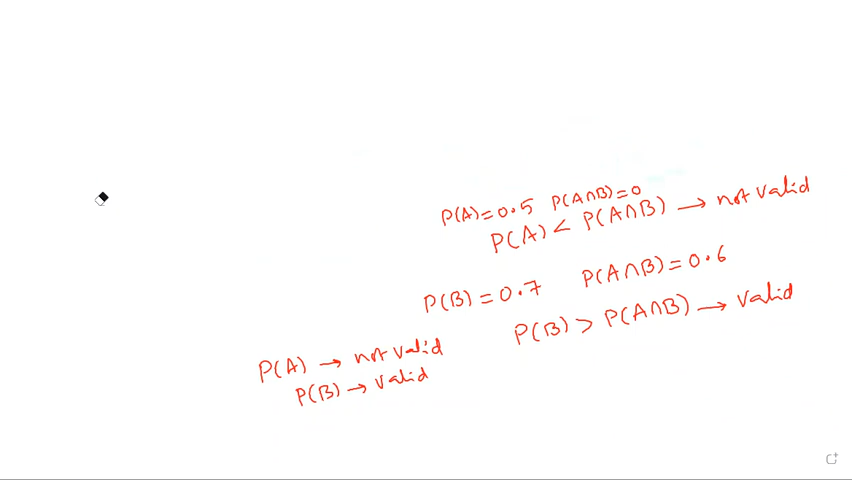 P(A)=0.5 P(A∩B)=0
P(A) < P(A∩B) → not valid
P(B) = 0.7 P(A∩B) = 0.6
P(B) > P(A∩B) → valid
P(A) → not valid
P(B) → valid